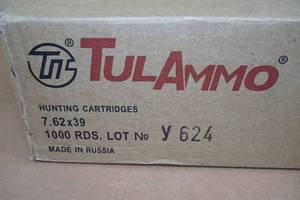 TULAMMO®
HUNTING CARTRIDGES
7.62x39
1000 RDS. LOT № У 624
MADE IN RUSSIA